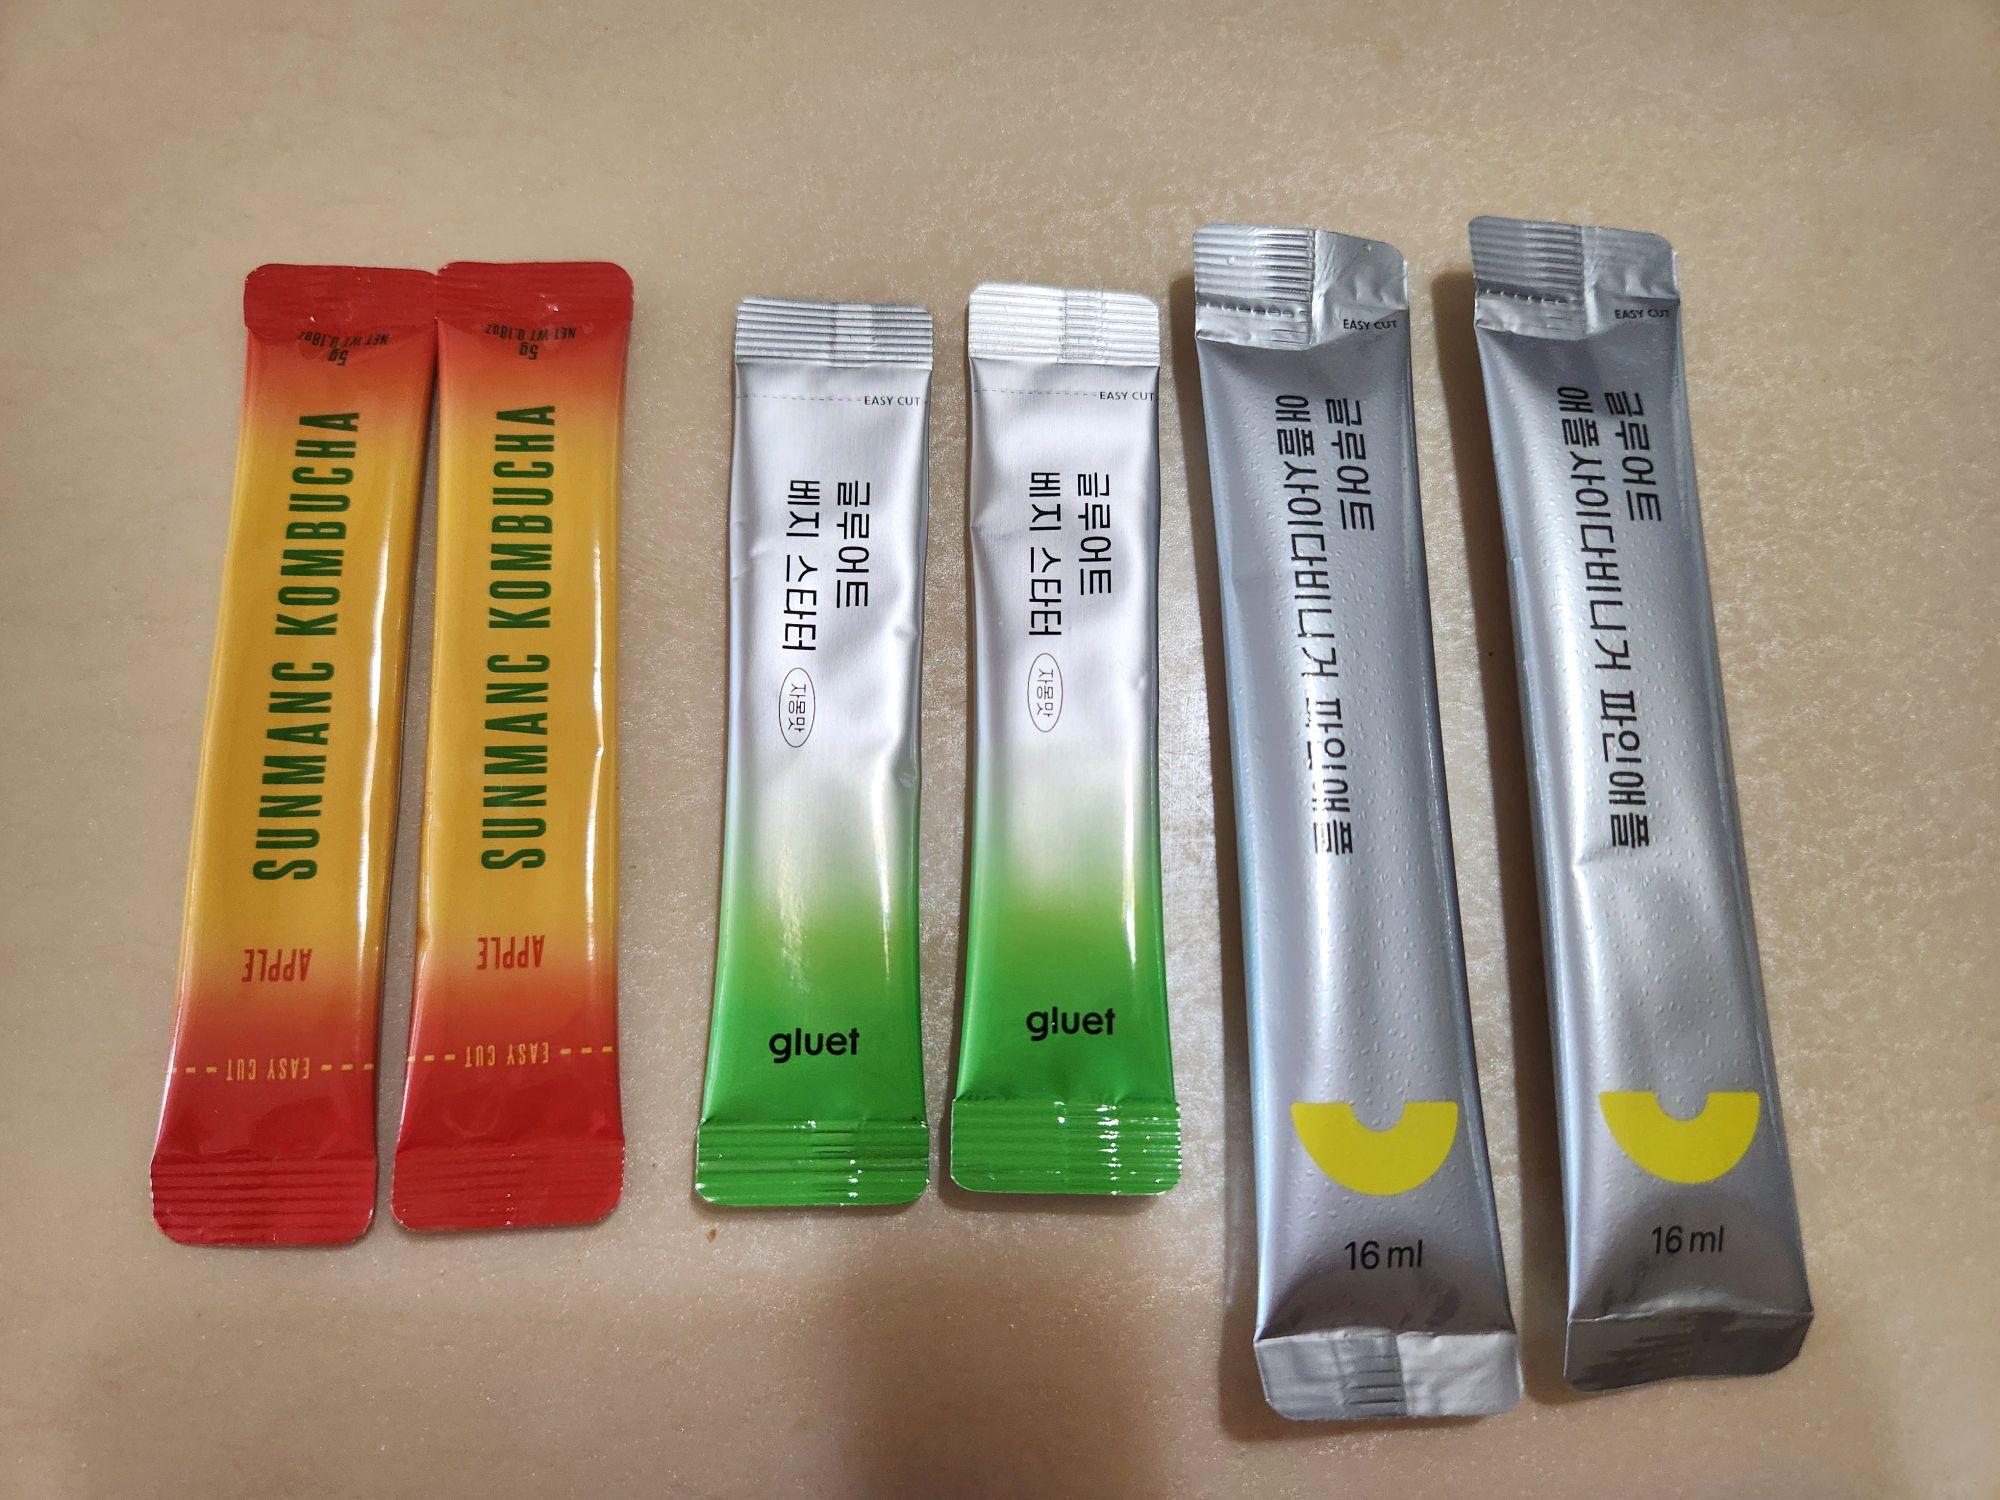 5g
NET WT 0.18oz
SUNMANC KOMBUCHA
APPLE
EASY CUT
5g
NET WT 0.18oz
SUNMANC KOMBUCHA
APPLE
EASY CUT
EASY CUT
글루어트
베지 스타터
자몽맛
gluet
EASY CUT
글루어트
베지 스타터
자몽맛
gluet
EASY CUT
글루어트
애플사이다비니거 파인애플
16 ml
EASY CUT
글루어트
애플사이다비니거 파인애플
16 ml